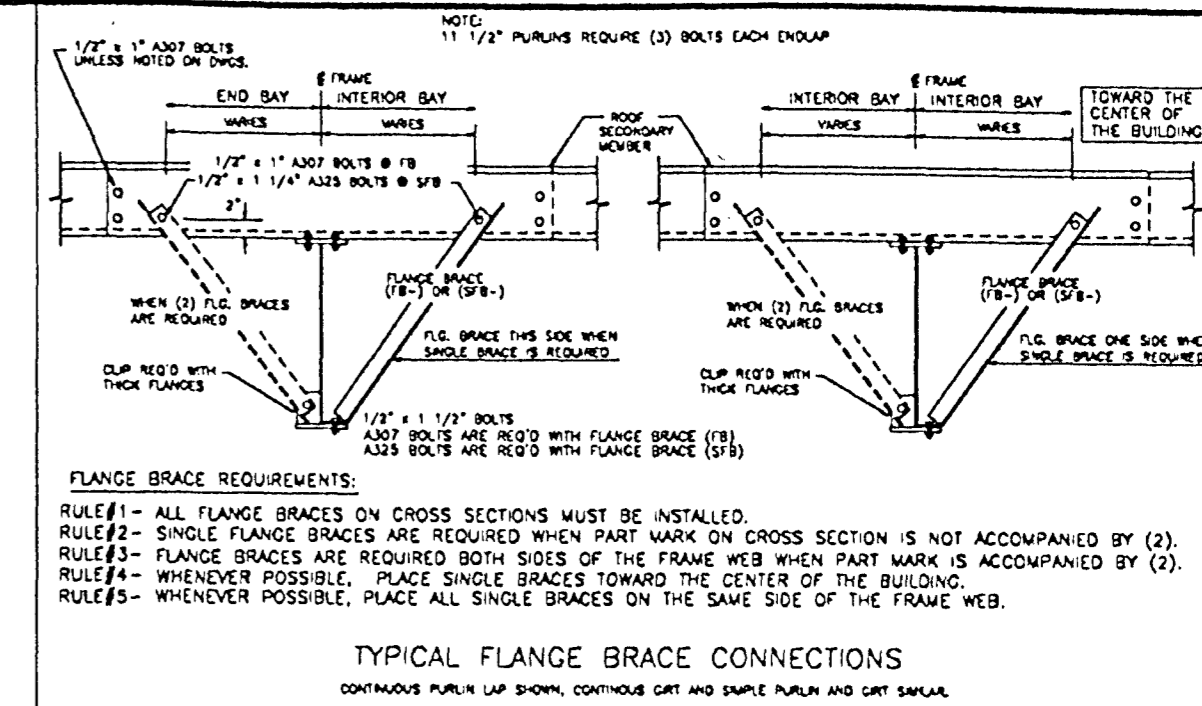 NOTE:
11 1/2" PURLINS REQUIRE (3) BOLTS EACH ENDLAP
1/2" x 1" A307 BOLTS
UNLESS NOTED ON DWGS.
℄ FRAME
END BAY
INTERIOR BAY
VARIES
VARIES
1/2" x 1" A307 BOLTS @ FB
1/2" x 1 1/4" A325 BOLTS @ SFB
2"
ROOF
SECONDARY
MEMBER
℄ FRAME
INTERIOR BAY
INTERIOR BAY
VARIES
VARIES
TOWARD THE
CENTER OF
THE BUILDING
WHEN (2) FLG. BRACES
ARE REQUIRED
FLANGE BRACE
(FB-) OR (SFB-)
FLG. BRACE THIS SIDE WHEN
SINGLE BRACE IS REQUIRED
CLIP REQ'D WITH
THICK FLANGES
1/2" x 1 1/2" BOLTS
A307 BOLTS ARE REQ'D WITH FLANGE BRACE (FB)
A325 BOLTS ARE REQ'D WITH FLANGE BRACE (SFB)
WHEN (2) FLG. BRACES
ARE REQUIRED
FLANGE BRACE
(FB-) OR (SFB-)
FLG. BRACE ONE SIDE WHE
SINGLE BRACE IS REQUIRED
CLIP REQ'D WITH
THICK FLANGES
FLANGE BRACE REQUIREMENTS:
RULE#1- ALL FLANGE BRACES ON CROSS SECTIONS MUST BE INSTALLED.
RULE#2- SINGLE FLANGE BRACES ARE REQUIRED WHEN PART MARK ON CROSS SECTION IS NOT ACCOMPANIED BY (2).
RULE#3- FLANGE BRACES ARE REQUIRED BOTH SIDES OF THE FRAME WEB WHEN PART MARK IS ACCOMPANIED BY (2).
RULE#4- WHENEVER POSSIBLE, PLACE SINGLE BRACES TOWARD THE CENTER OF THE BUILDING.
RULE#5- WHENEVER POSSIBLE, PLACE ALL SINGLE BRACES ON THE SAME SIDE OF THE FRAME WEB.
TYPICAL FLANGE BRACE CONNECTIONS
CONTINUOUS PURLIN LAP SHOWN, CONTINOUS GIRT AND SIMPLE PURLIN AND GIRT SIMILAR.